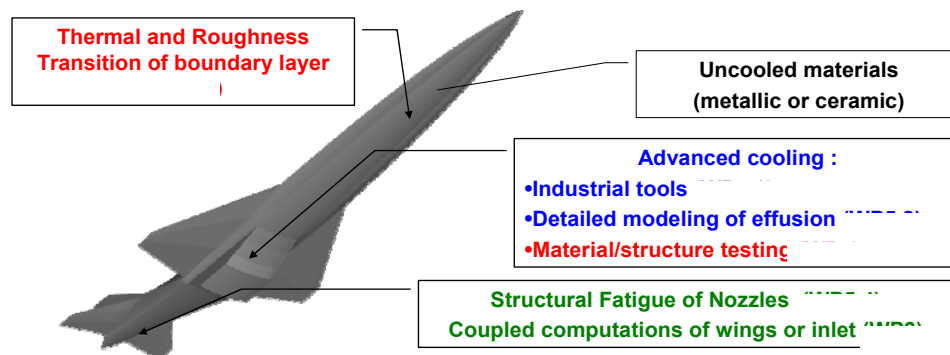 Thermal and Roughness
Transition of boundary layer
)
Uncooled materials
(metallic or ceramic)
Advanced cooling :
•Industrial tools
•Detailed modeling of effusion
•Material/structure testing
Structural Fatigue of Nozzles
Coupled computations of wings or inlet